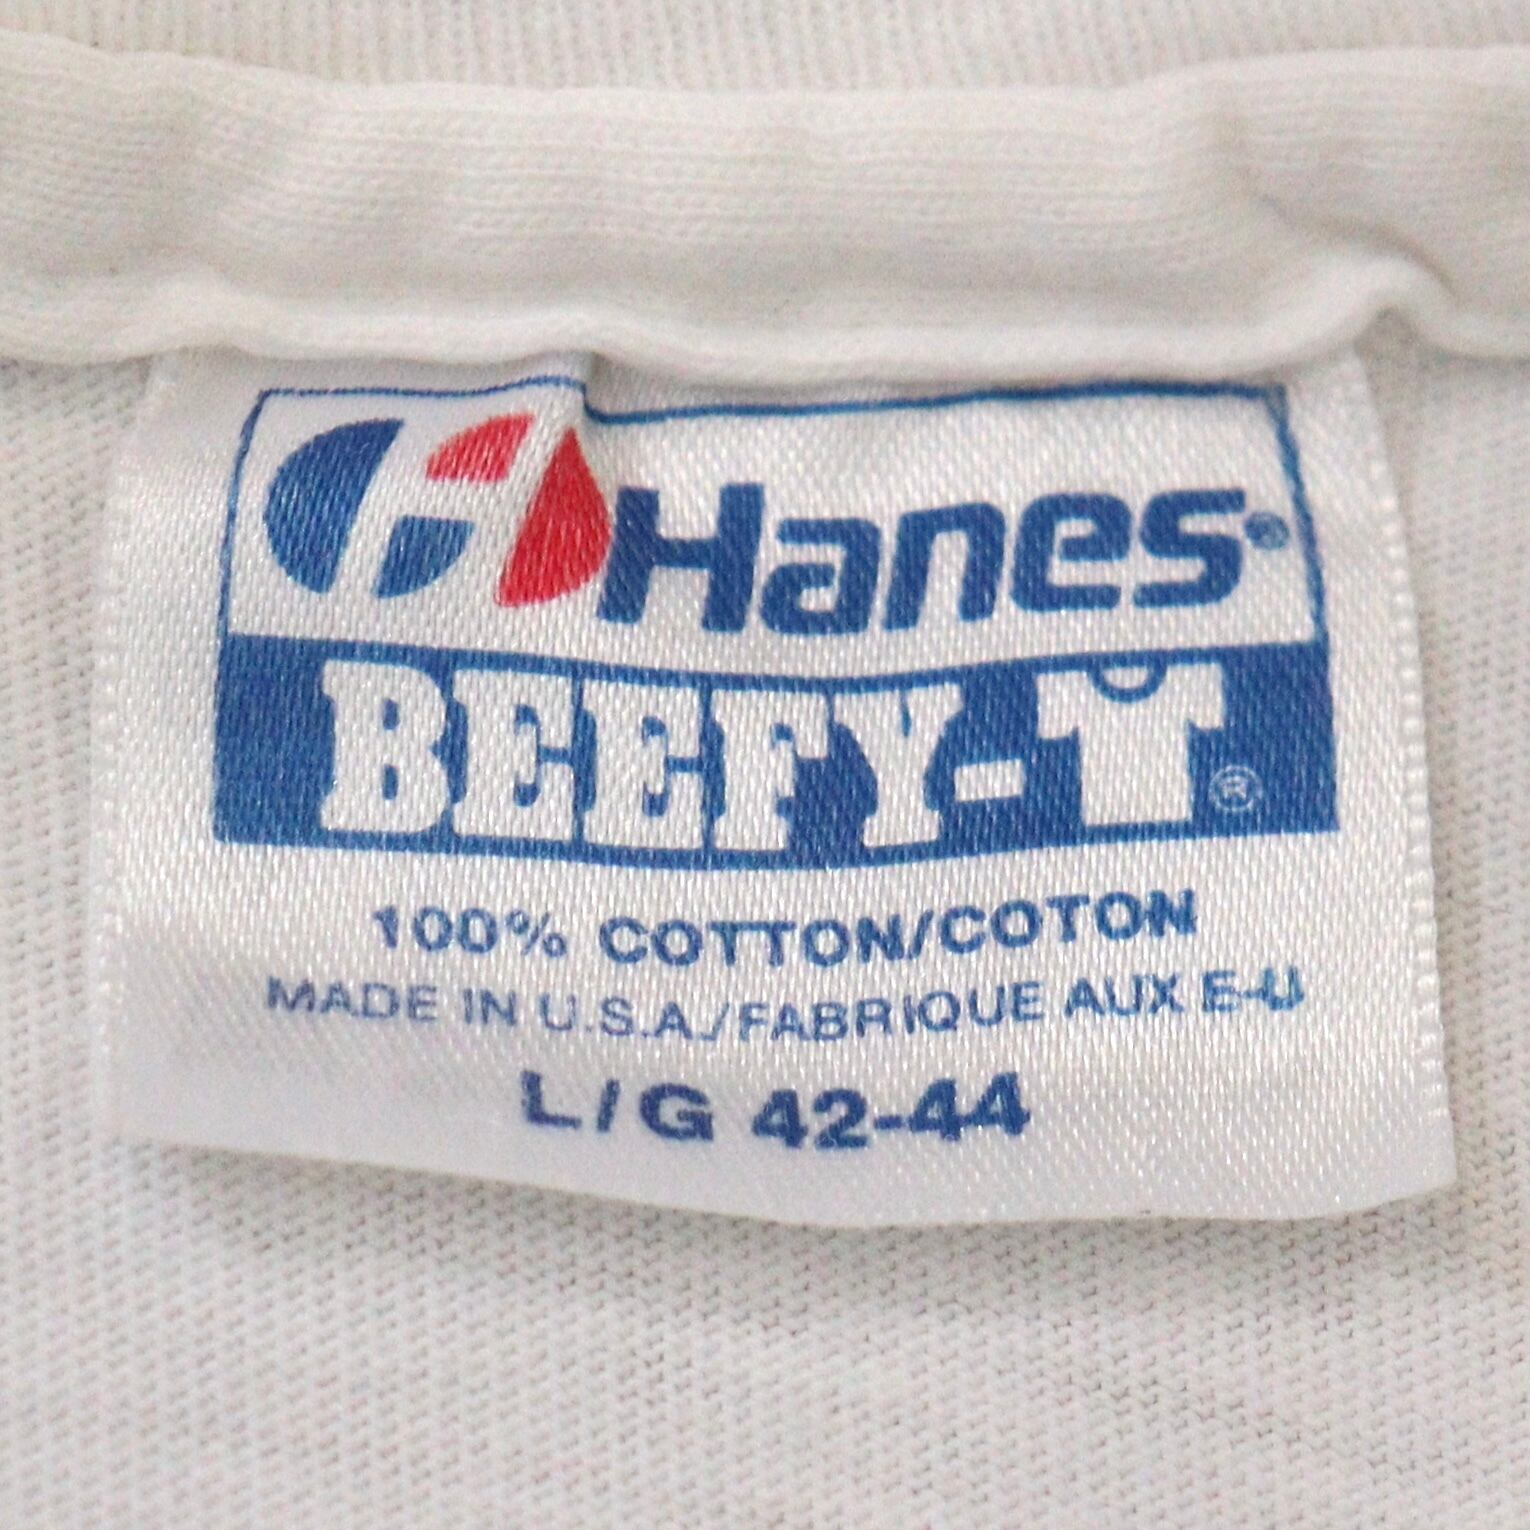 Hanes®
BEEFY-T®
100% COTTON/COTON
MADE IN U.S.A./FABRIQUE AUX E-U
L/G 42-44